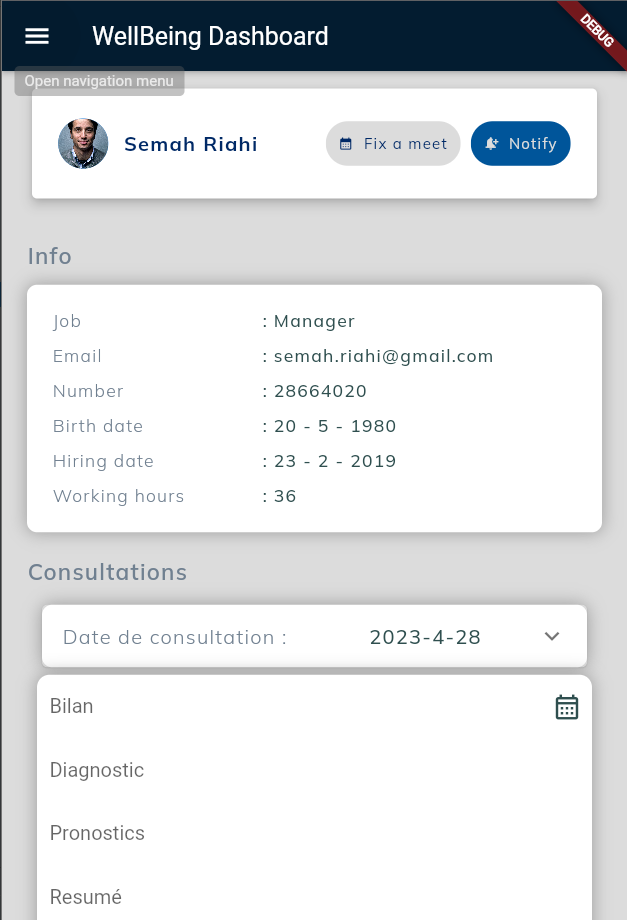 WellBeing Dashboard
DEBUG
Open navigation menu
Semah Riahi
Fix a meet
Notify
Info
Job : Manager
Email : semah.riahi@gmail.com
Number : 28664020
Birth date : 20 - 5 - 1980
Hiring date : 23 - 2 - 2019
Working hours : 36
Consultations
Date de consultation : 2023-4-28
Bilan
Diagnostic
Pronostics
Resumé